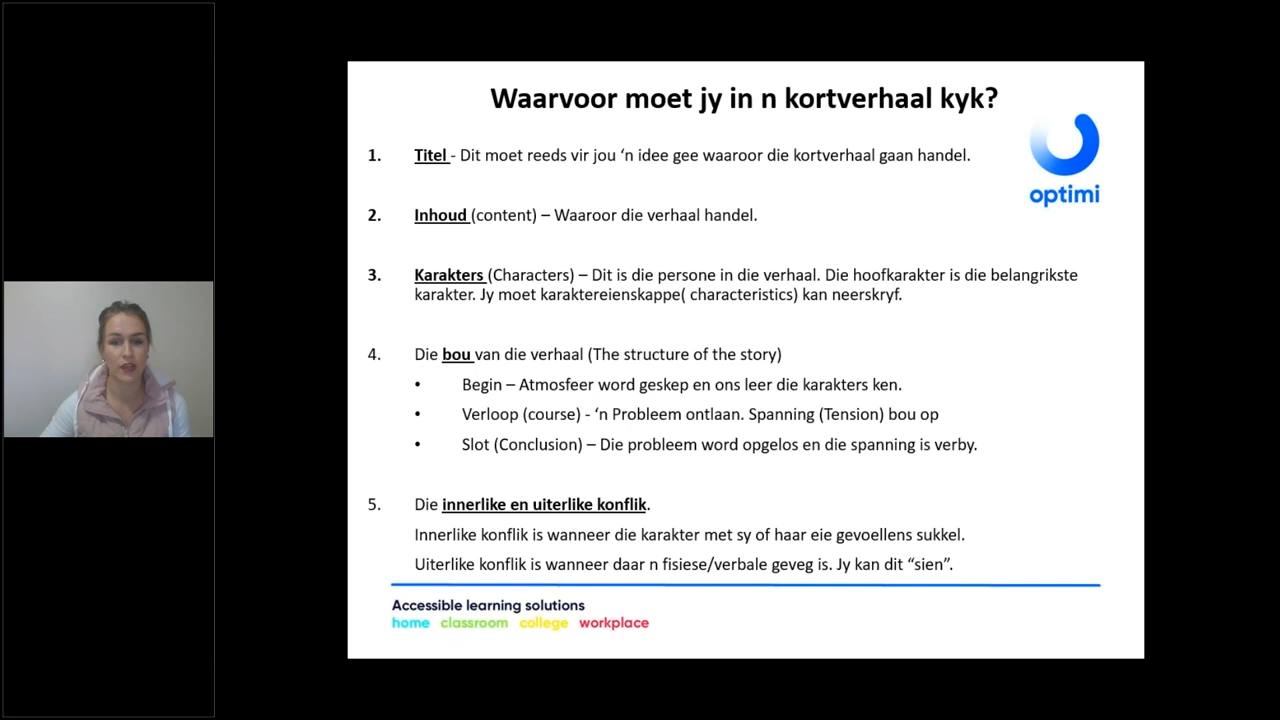 Waarvoor moet jy in n kortverhaal kyk?
optimi
1. Titel - Dit moet reeds vir jou ‘n idee gee waaroor die kortverhaal gaan handel.
2. Inhoud (content) – Waaroor die verhaal handel.
3. Karakters (Characters) – Dit is die persone in die verhaal. Die hoofkarakter is die belangrikste
karakter. Jy moet karaktereienskappe( characteristics) kan neerskryf.
4. Die bou van die verhaal (The structure of the story)
• Begin – Atmosfeer word geskep en ons leer die karakters ken.
• Verloop (course) - ‘n Probleem ontlaan. Spanning (Tension) bou op
• Slot (Conclusion) – Die probleem word opgelos en die spanning is verby.
5. Die innerlike en uiterlike konflik.
Innerlike konflik is wanneer die karakter met sy of haar eie gevoellens sukkel.
Uiterlike konflik is wanneer daar n fisiese/verbale geveg is. Jy kan dit “sien”.
Accessible learning solutions
home classroom college workplace